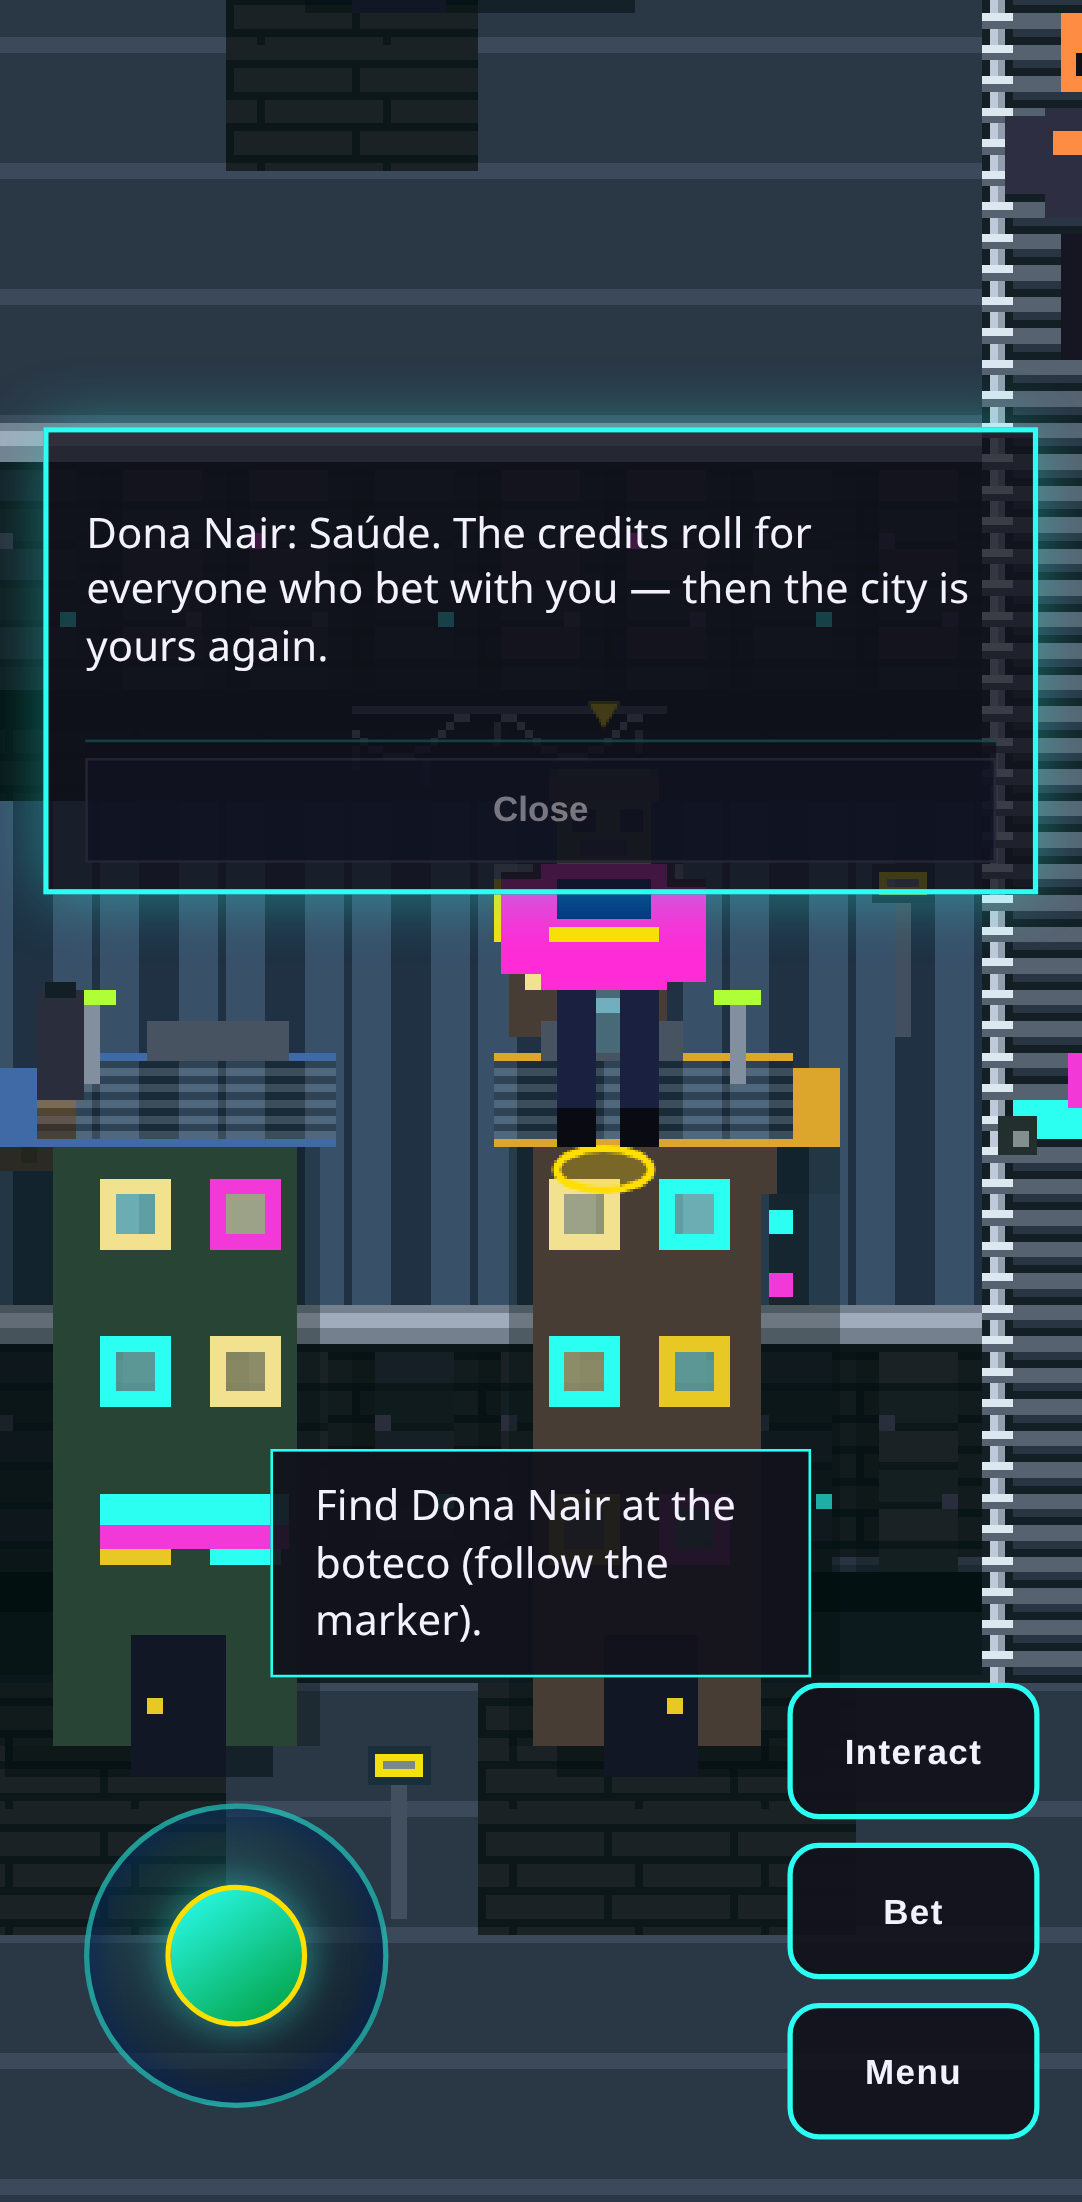 Dona Nair: Saúde. The credits roll for
everyone who bet with you — then the city is
yours again.
Close
Find Dona Nair at the
boteco (follow the
marker).
Interact
Bet
Menu